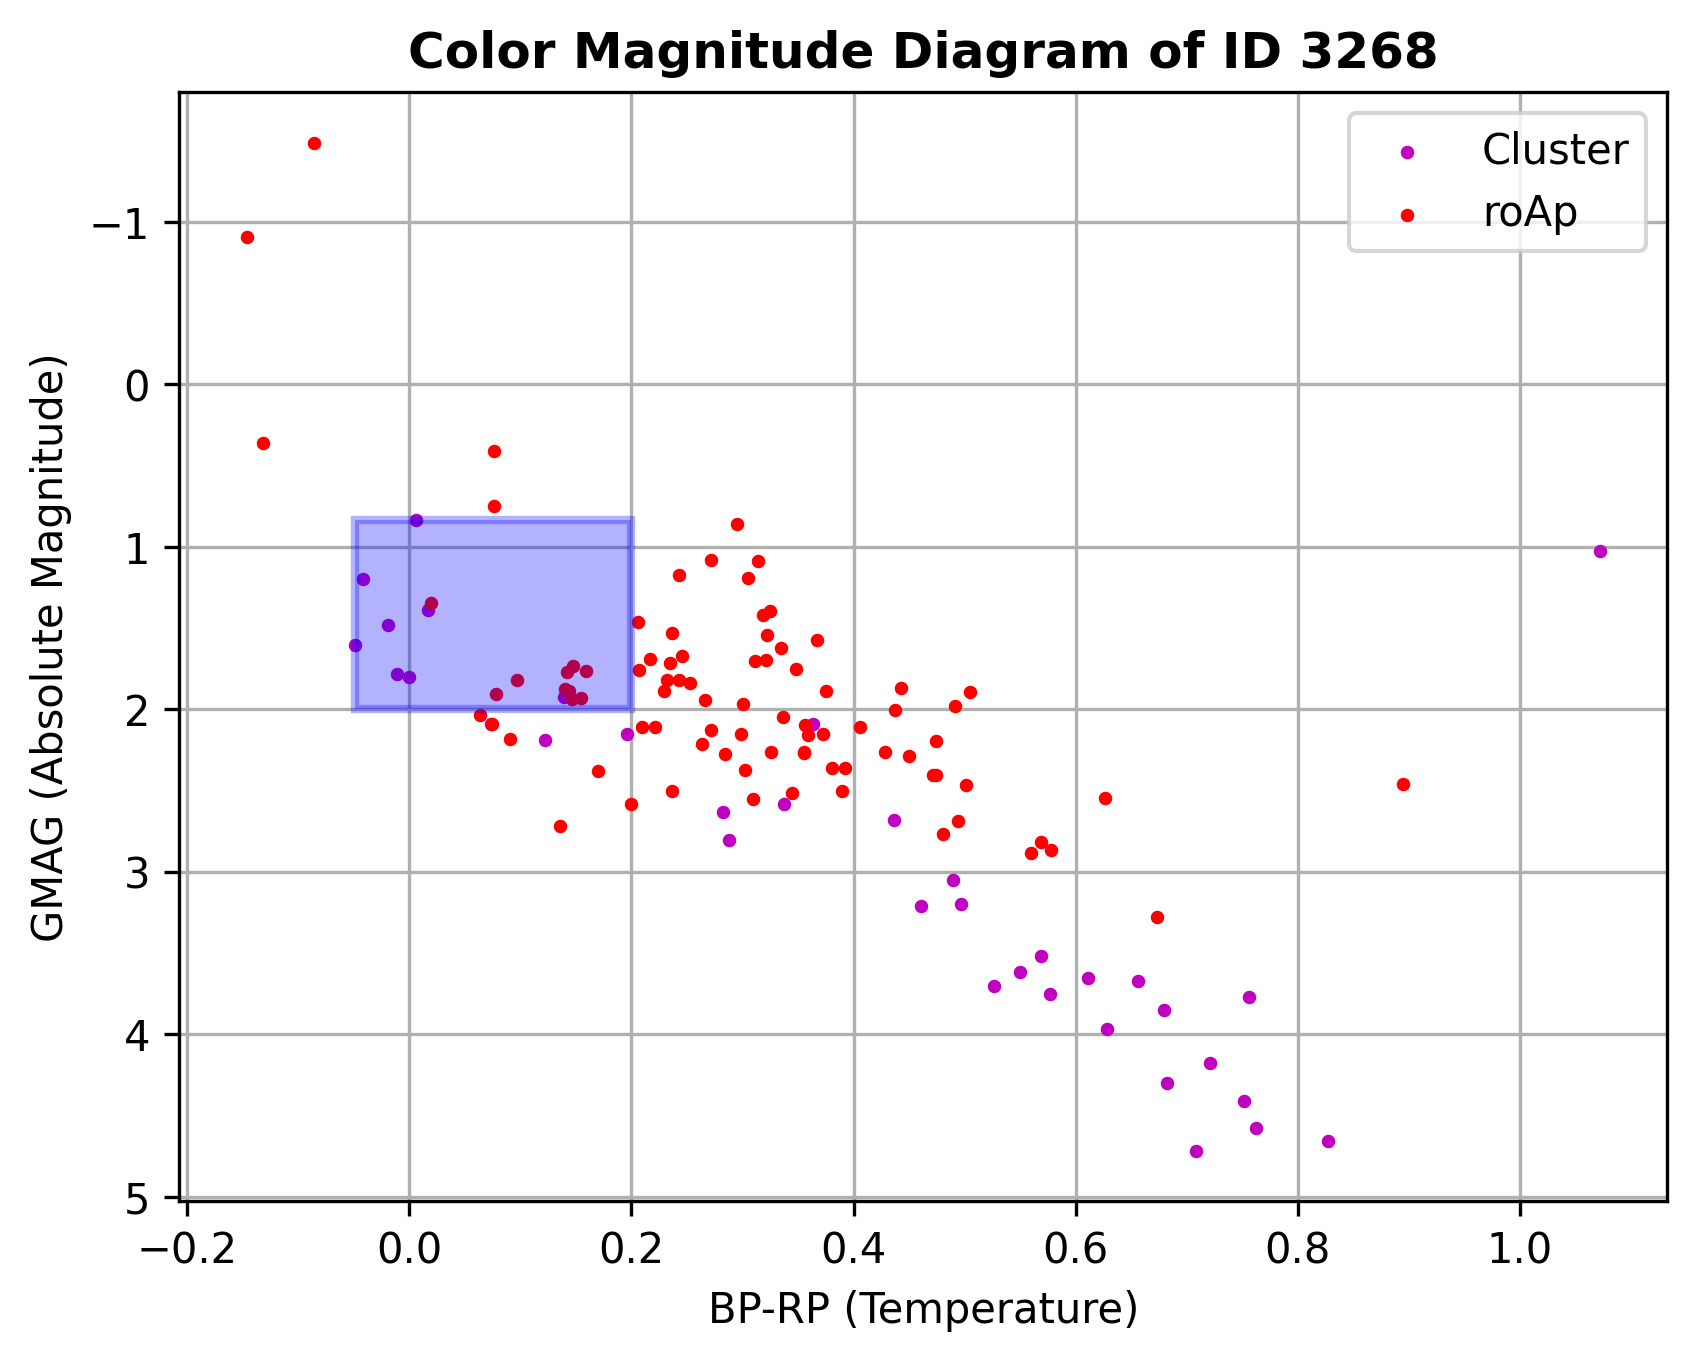 Color Magnitude Diagram of ID 3268
Cluster
roAp
−1
0
1
2
3
4
5
GMAG (Absolute Magnitude)
−0.2 0.0 0.2 0.4 0.6 0.8 1.0
BP-RP (Temperature)